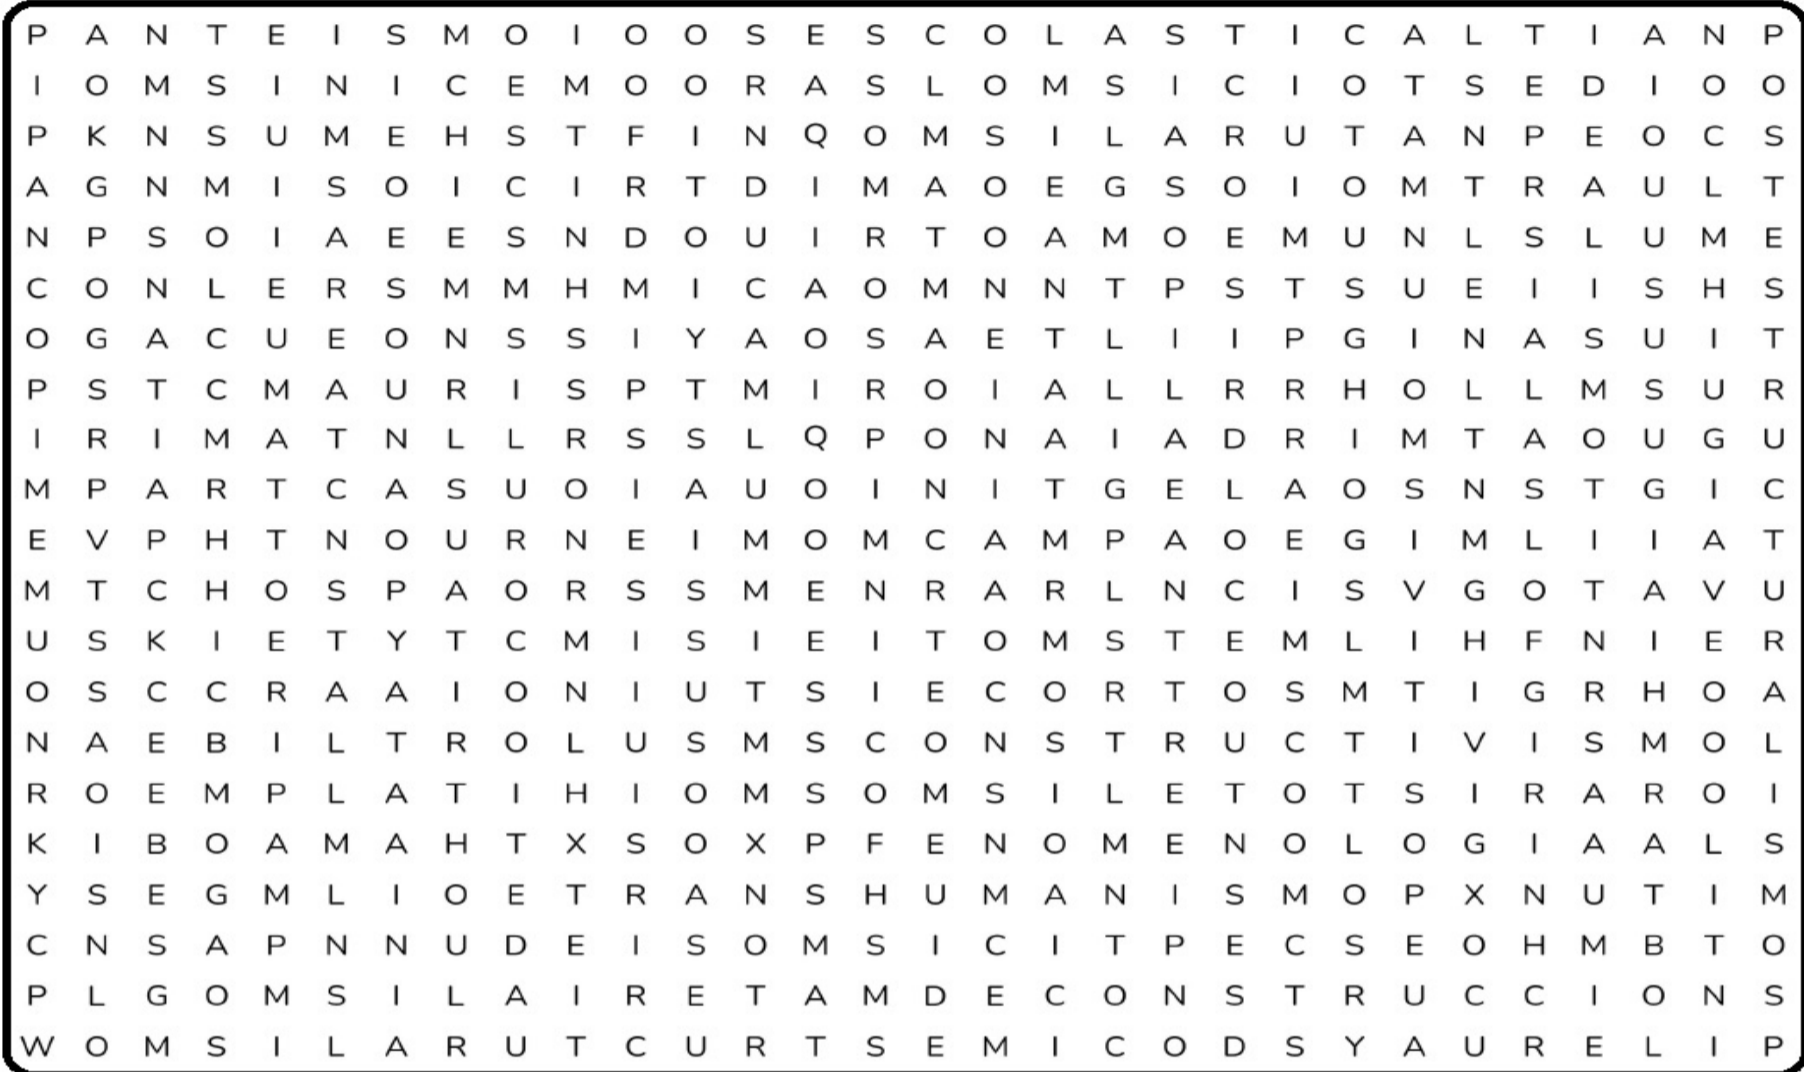 P A N T E I S M O I O O S E S C O L A S T I C A L T I A N P
I O M S I N I C E M O O R A S L O M S I C I O T S E D I O O
P K N S U M E H S T F I N Q O M S I L A R U T A N P E O C S
A G N M I S O I C I R T D I M A O E G S O I O M T R A U L T
N P S O I A E E S N D O U I R T O A M O E M U N L S L U M E
C O N L E R S M M H M I C A O M N N T P S T S U E I I S H S
O G A C U E O N S S I Y A O S A E T L I I P G I N A S U I T
P S T C M A U R I S P T M I R O I A L L R R H O L L M S U R
I R I M A T N L L R S S L Q P O N A I A D R I M T A O U G U
M P A R T C A S U O I A U O I N I T G E L A O S N S T G I C
E V P H T N O U R N E I M O M C A M P A O E G I M L I I A T
M T C H O S P A O R S S M E N R A R L N C I S V G O T A V U
U S K I E T Y T C M I S I E I T O M S T E M L I H F N I E R
O S C C R A A I O N I U T S I E C O R T O S M T I G R H O A
N A E B I L T R O L U S M S C O N S T R U C T I V I S M O L
R O E M P L A T I H I O M S O M S I L E T O T S I R A R O I
K I B O A M A H T X S O X P F E N O M E N O L O G I A A L S
Y S E G M L I O E T R A N S H U M A N I S M O P X N U T I M
C N S A P N N U D E I S O M S I C I T P E C S E O H M B T O
P L G O M S I L A I R E T A M D E C O N S T R U C C I O N S
W O M S I L A R U T C U R T S E M I C O D S Y A U R E L I P